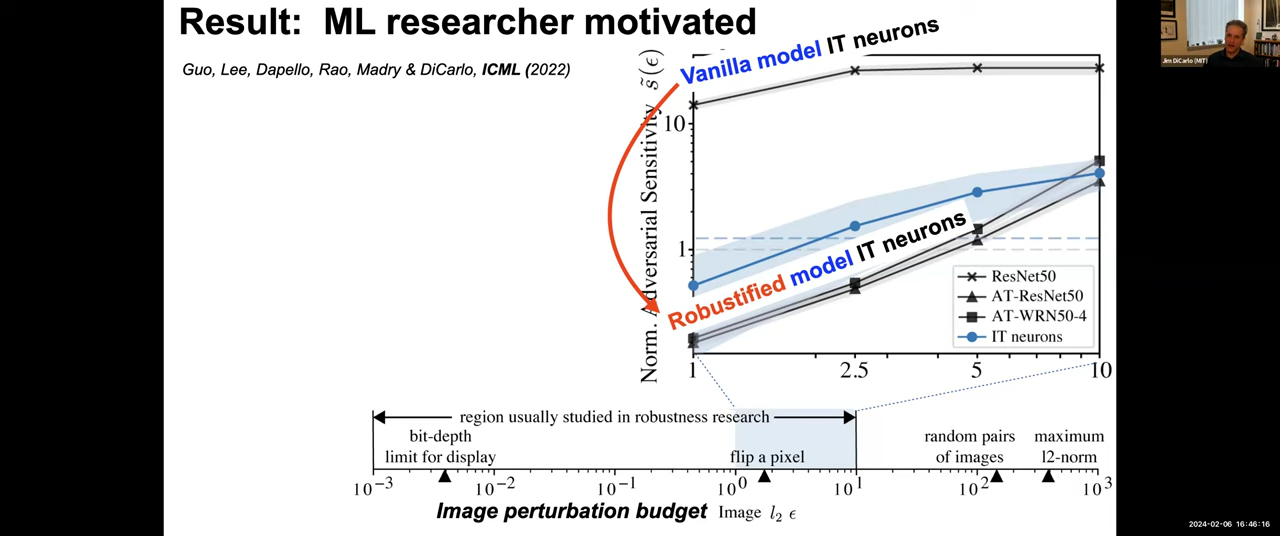 Result: ML researcher motivated
Guo, Lee, Dapello, Rao, Madry & DiCarlo, ICML (2022)
Jim DiCarlo (MIT)
Vanilla model IT neurons
Norm. Adversarial Sensitivity s̃(ϵ)
10
1
Robustified model IT neurons
ResNet50
AT-ResNet50
AT-WRN50-4
IT neurons
1 2.5 5 10
region usually studied in robustness research
bit-depth
limit for display
flip a pixel
random pairs
of images
maximum
l2-norm
10⁻³ 10⁻² 10⁻¹ 10⁰ 10¹ 10² 10³
Image perturbation budget Image l₂ ϵ
2024-02-06 16:46:16